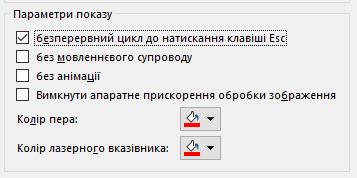 Параметри показу
безперервний цикл до натискання клавіші Esc
без мовленнєвого супроводу
без анімації
Вимкнути апаратне прискорення обробки зображення
Колір пера:
Колір лазерного вказівника: